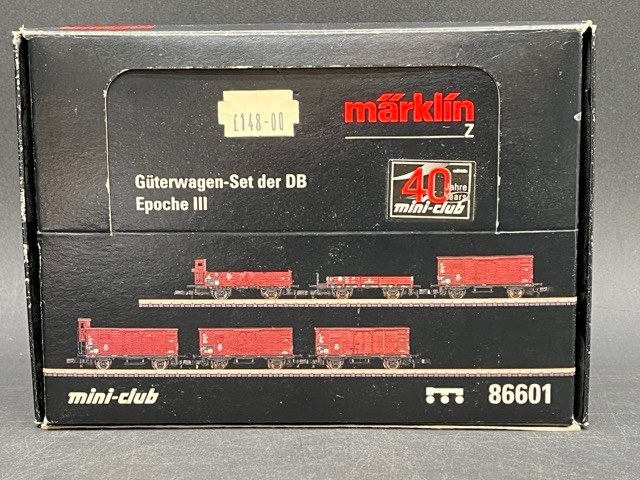 £148-00
märklin
Z
Güterwagen-Set der DB
Epoche III
40 Jahre
Years
mini-club
mini-club
86601